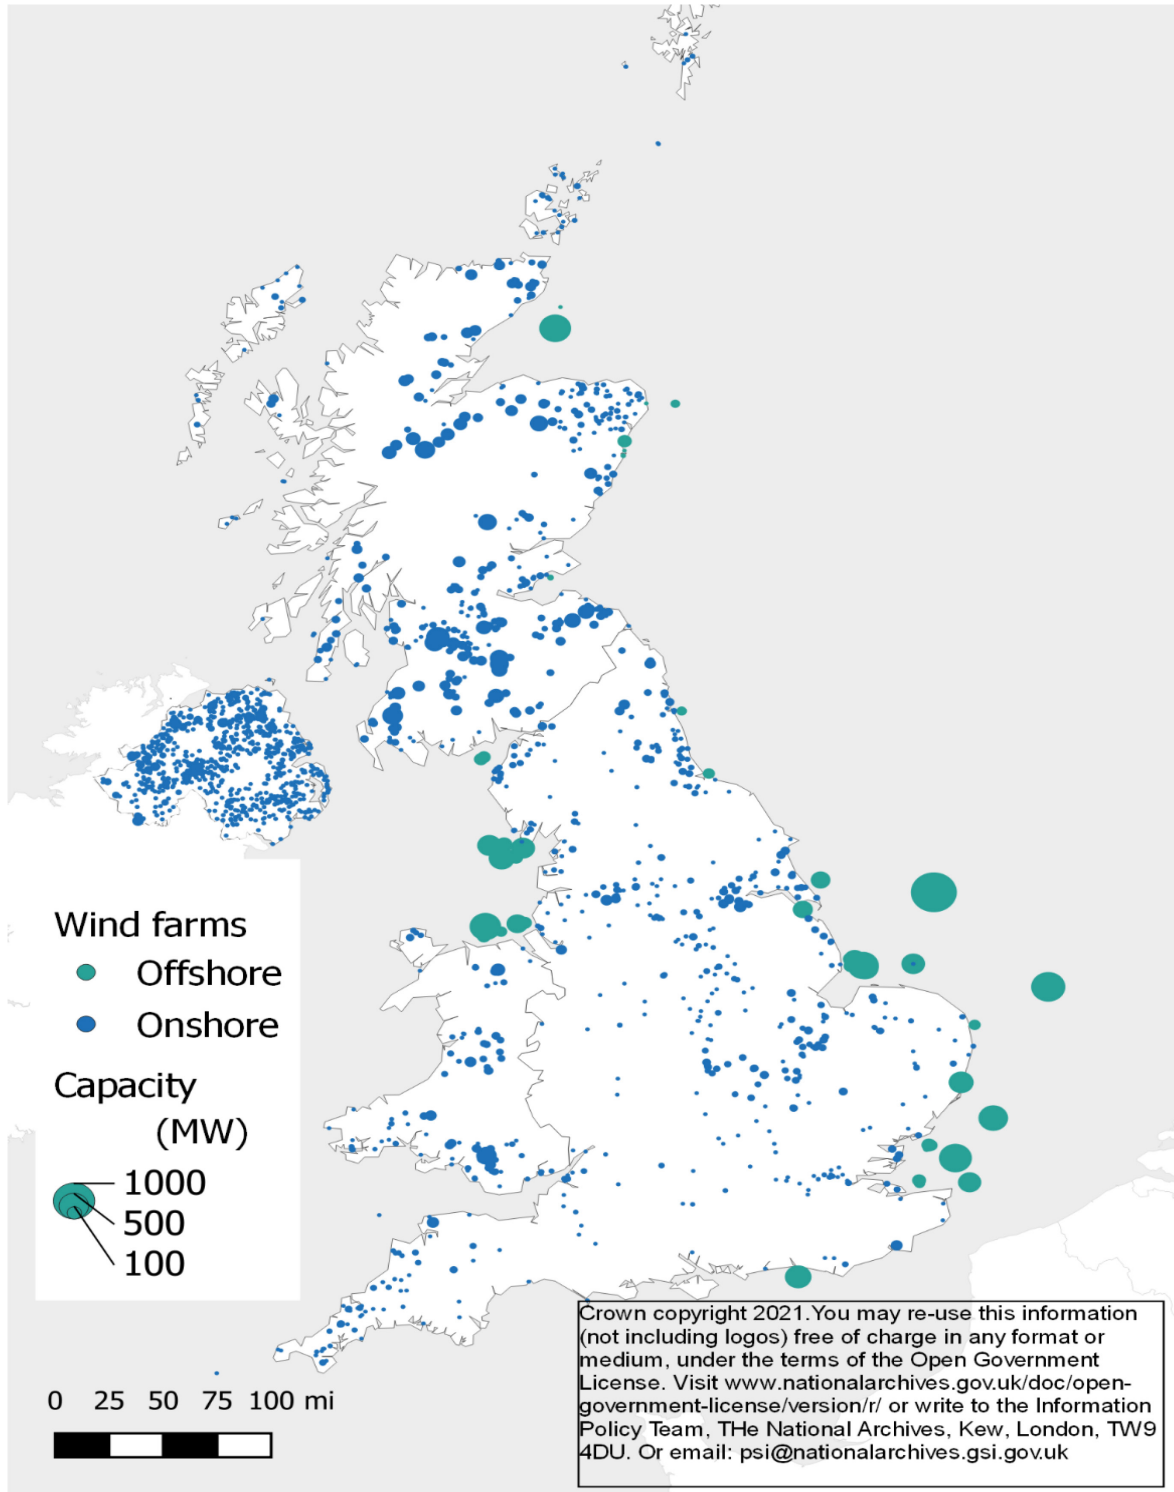 Wind farms
Offshore
Onshore
Capacity
(MW)
1000
500
100
0 25 50 75 100 mi
Crown copyright 2021.You may re-use this information
(not including logos) free of charge in any format or
medium, under the terms of the Open Government
License. Visit www.nationalarchives.gov.uk/doc/open-
government-license/version/r/ or write to the Information
Policy Team, THe National Archives, Kew, London, TW9
4DU. Or email: psi@nationalarchives.gsi.gov.uk